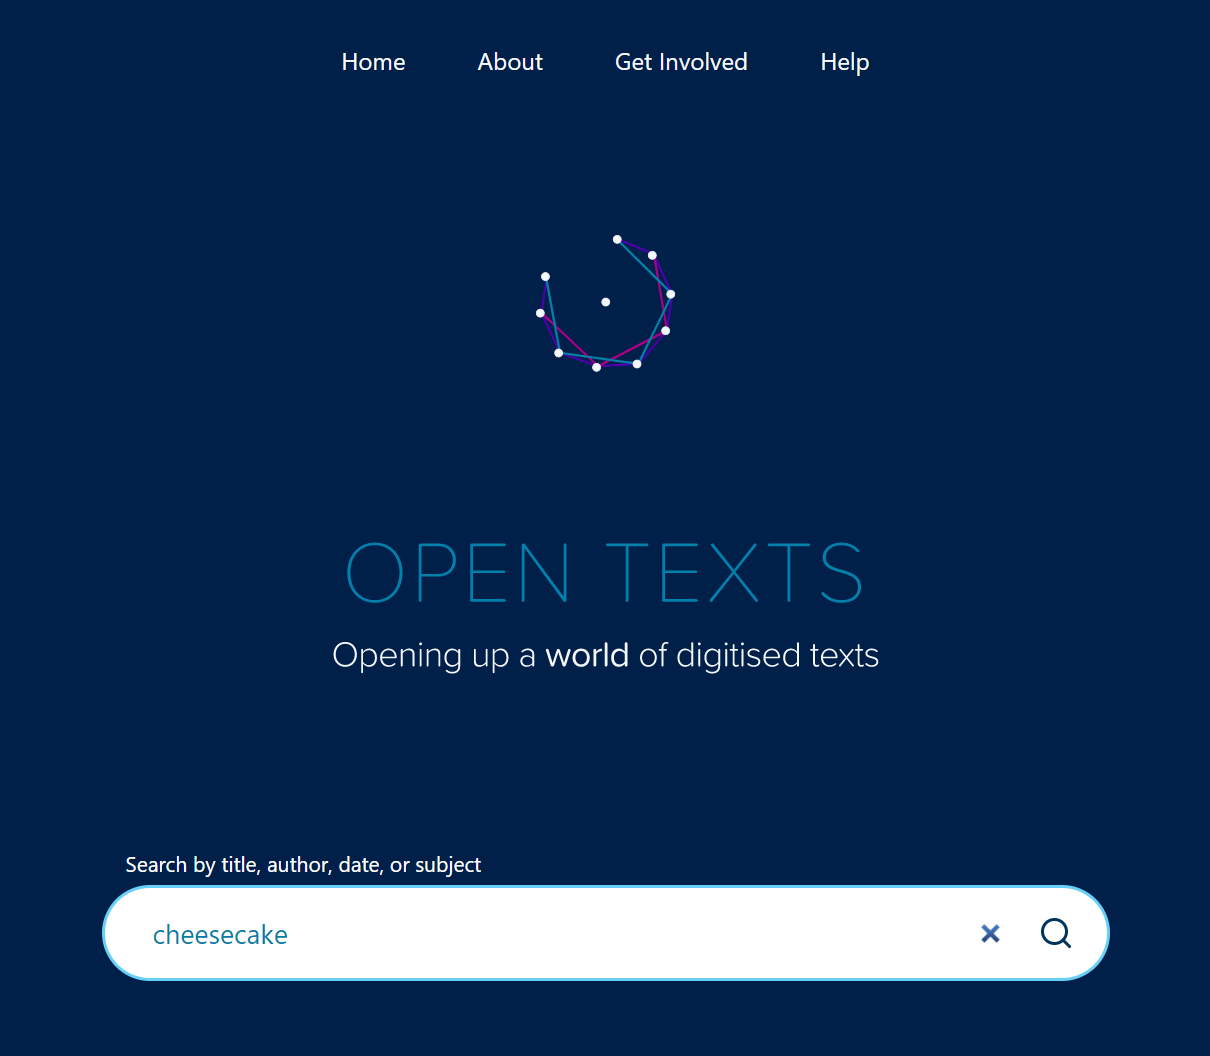 Home About Get Involved Help
OPEN TEXTS
Opening up a world of digitised texts
Search by title, author, date, or subject
cheesecake